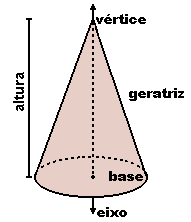 vértice
altura
geratriz
base
eixo